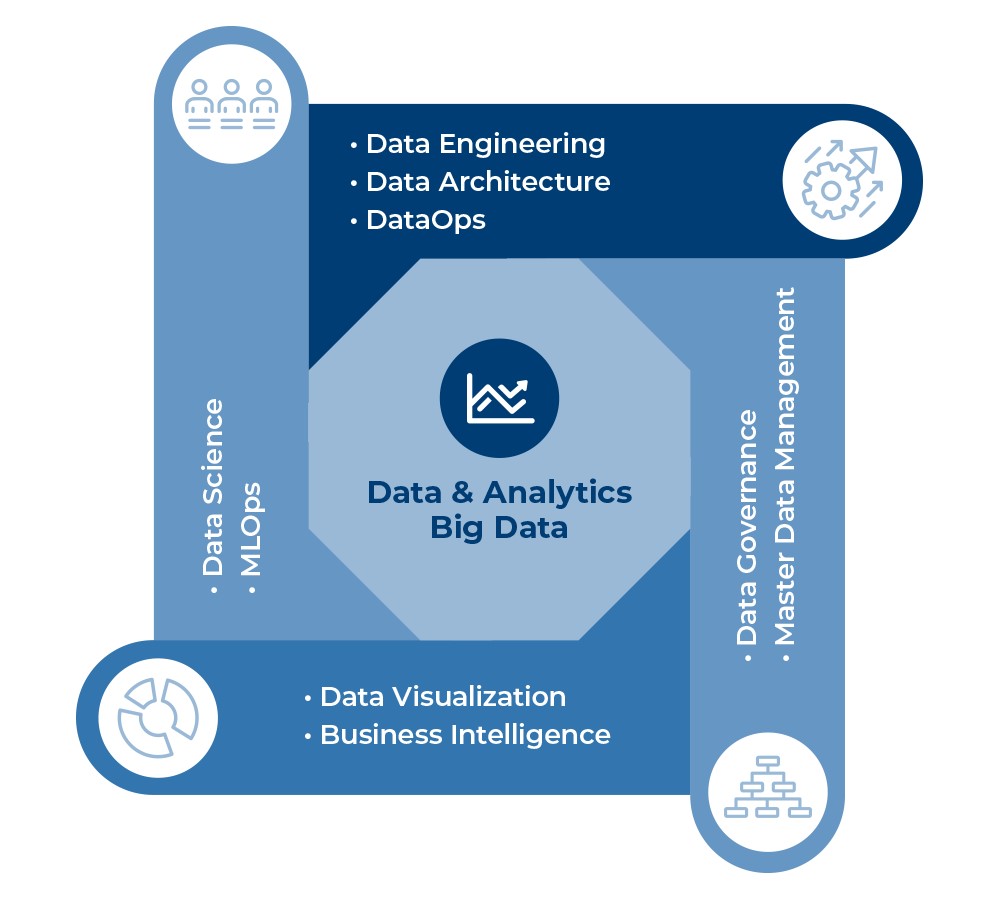 • Data Engineering
• Data Architecture
• DataOps
• Data Science
• MLOps
Data & Analytics
Big Data
• Data Governance
• Master Data Management
• Data Visualization
• Business Intelligence